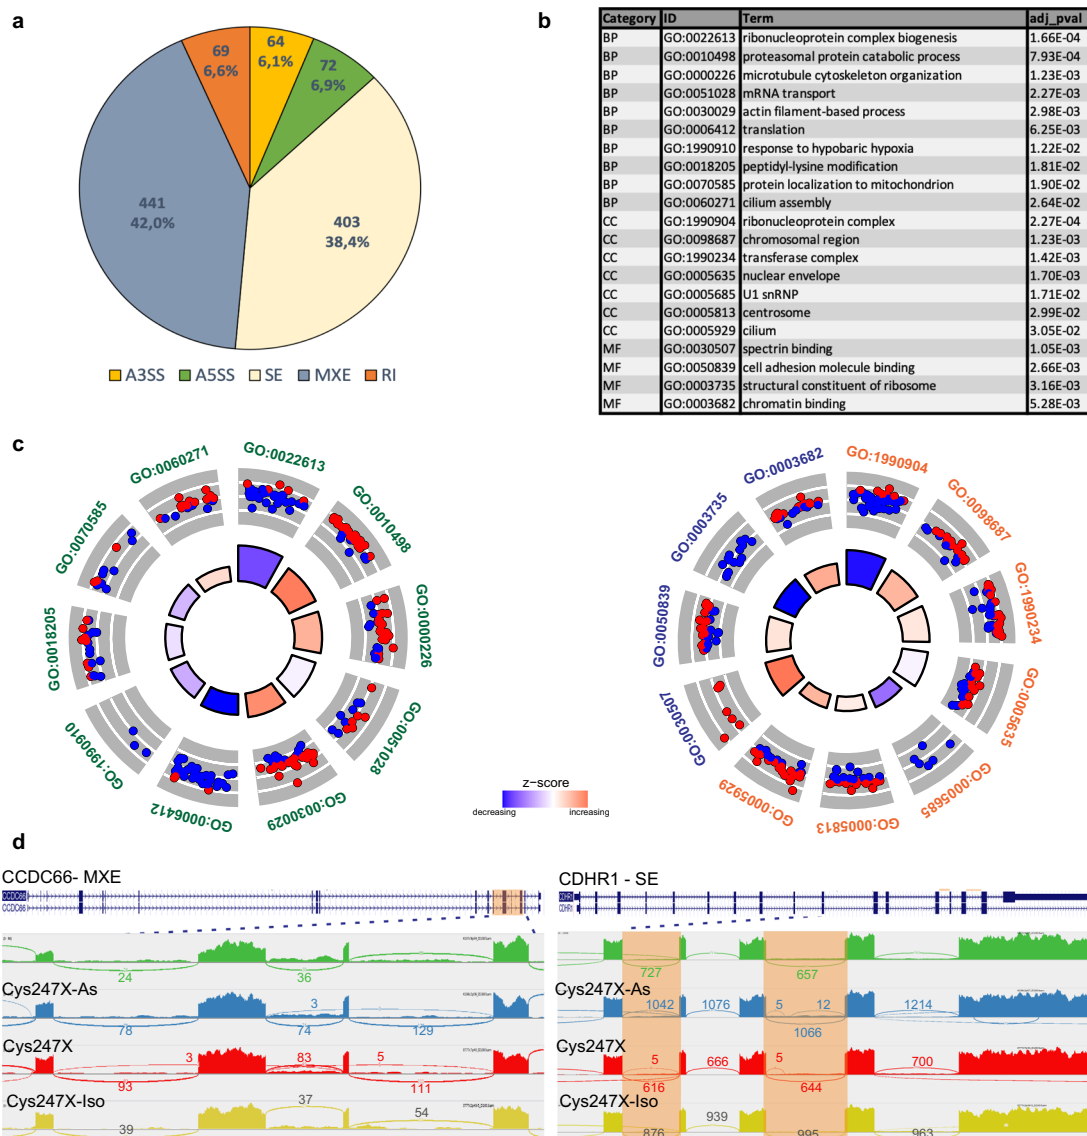 a
69
6,6%
64
6,1%
72
6,9%
441
42,0%
403
38,4%
A3SS A5SS SE MXE RI
b
Category ID Term adj_pval
BP GO:0022613 ribonucleoprotein complex biogenesis 1.66E-04
BP GO:0010498 proteasomal protein catabolic process 7.93E-04
BP GO:0000226 microtubule cytoskeleton organization 1.23E-03
BP GO:0051028 mRNA transport 2.27E-03
BP GO:0030029 actin filament-based process 2.98E-03
BP GO:0006412 translation 6.25E-03
BP GO:1990910 response to hypobaric hypoxia 1.22E-02
BP GO:0018205 peptidyl-lysine modification 1.81E-02
BP GO:0070585 protein localization to mitochondrion 1.90E-02
BP GO:0060271 cilium assembly 2.64E-02
CC GO:1990904 ribonucleoprotein complex 2.27E-04
CC GO:0098687 chromosomal region 1.23E-03
CC GO:1990234 transferase complex 1.42E-03
CC GO:0005635 nuclear envelope 1.70E-03
CC GO:0005685 U1 snRNP 1.71E-02
CC GO:0005813 centrosome 2.99E-02
CC GO:0005929 cilium 3.05E-02
MF GO:0030507 spectrin binding 1.05E-03
MF GO:0050839 cell adhesion molecule binding 2.66E-03
MF GO:0003735 structural constituent of ribosome 3.16E-03
MF GO:0003682 chromatin binding 5.28E-03
c
GO:0022613
GO:0010498
GO:0000226
GO:0051028
GO:0030029
GO:0006412
GO:1990910
GO:0018205
GO:0070585
GO:0060271
GO:1990904
GO:0098687
GO:1990234
GO:0005635
GO:0005685
GO:0005813
GO:0005929
GO:0030507
GO:0050839
GO:0003735
GO:0003682
z-score
decreasing increasing
d
CCDC66- MXE
CCDC66
CCDC66
24 36
Cys247X-As
3
78 74 129
Cys247X
3 83 5
93 111
Cys247X-Iso
37
39 54
CDHR1 - SE
CDHR1
CDHR1
727 657
Cys247X-As
1042 1076 5 12 1214
1066
Cys247X
5 666 5 700
616 644
Cys247X-Iso
939
876 995 963